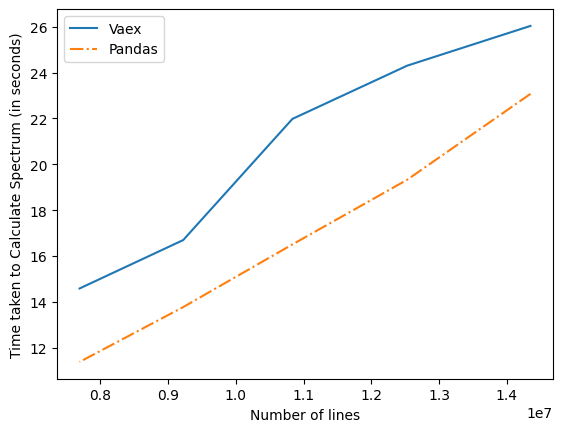 Vaex
Pandas
Time taken to Calculate Spectrum (in seconds)
26
24
22
20
18
16
14
12
0.8 0.9 1.0 1.1 1.2 1.3 1.4
1e7
Number of lines